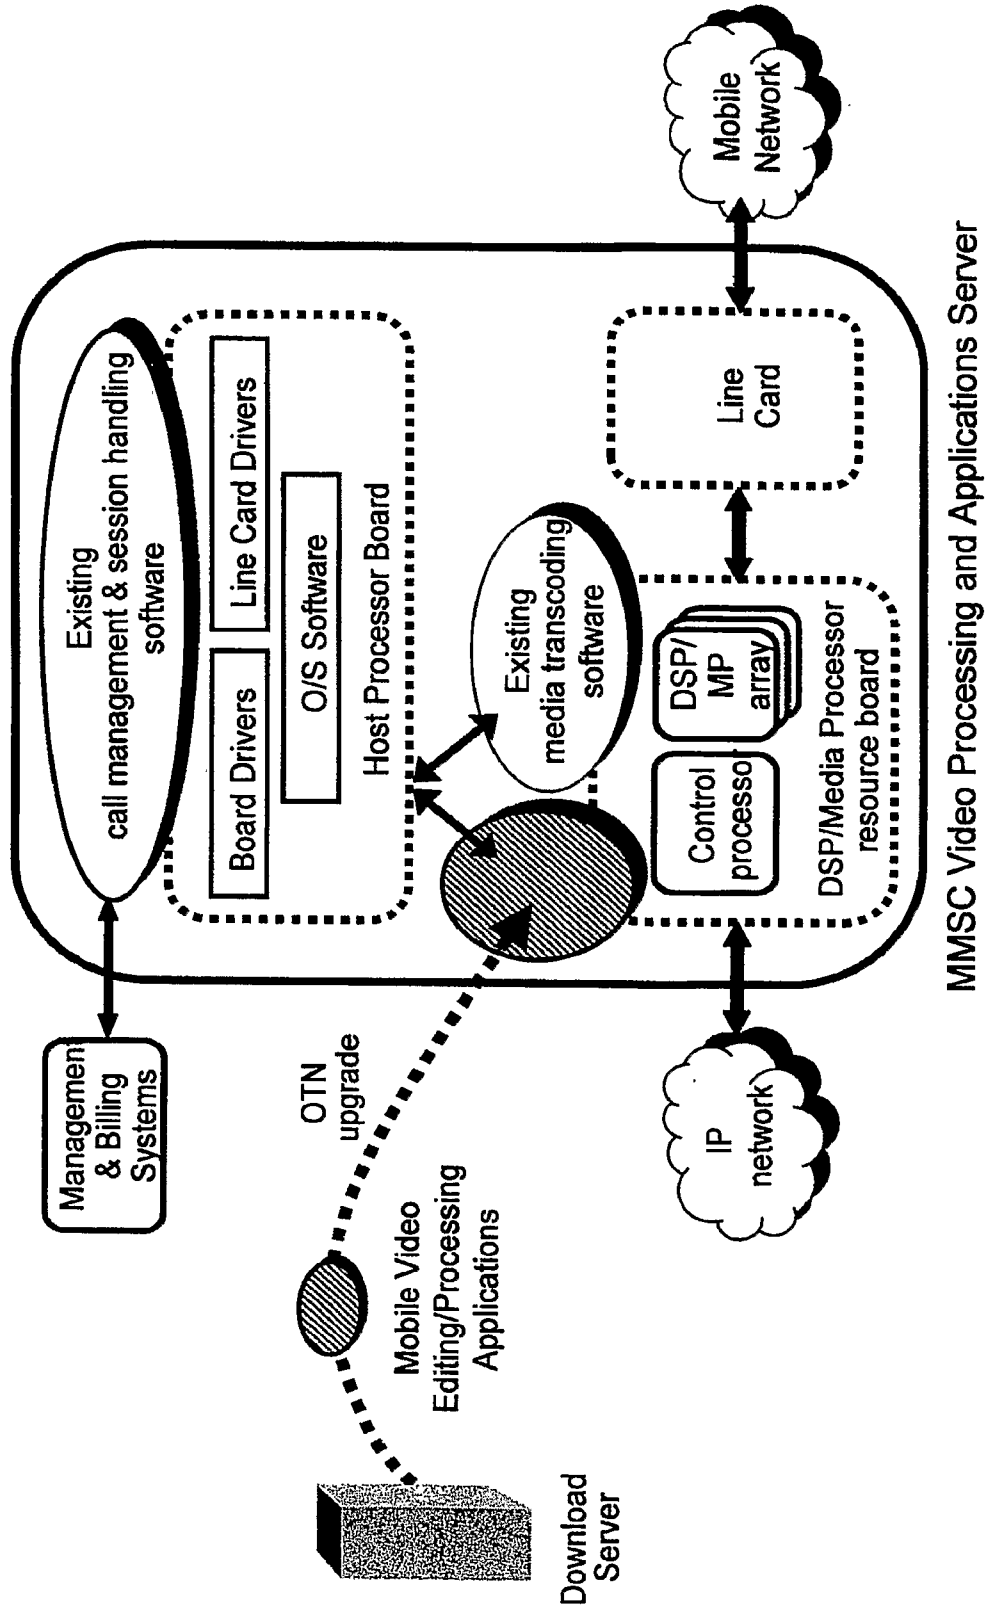 Management
& Billing
Systems
Existing
call management & session handling
software
Board Drivers
Line Card Drivers
O/S Software
Host Processor Board
OTN
upgrade
Mobile Video
Editing/Processing
Applications
Download
Server
Existing
media transcoding
software
Control
processor
DSP/
MP
array
DSP/Media Processor
resource board
Line
Card
IP
network
Mobile
Network
MMSC Video Processing and Applications Server